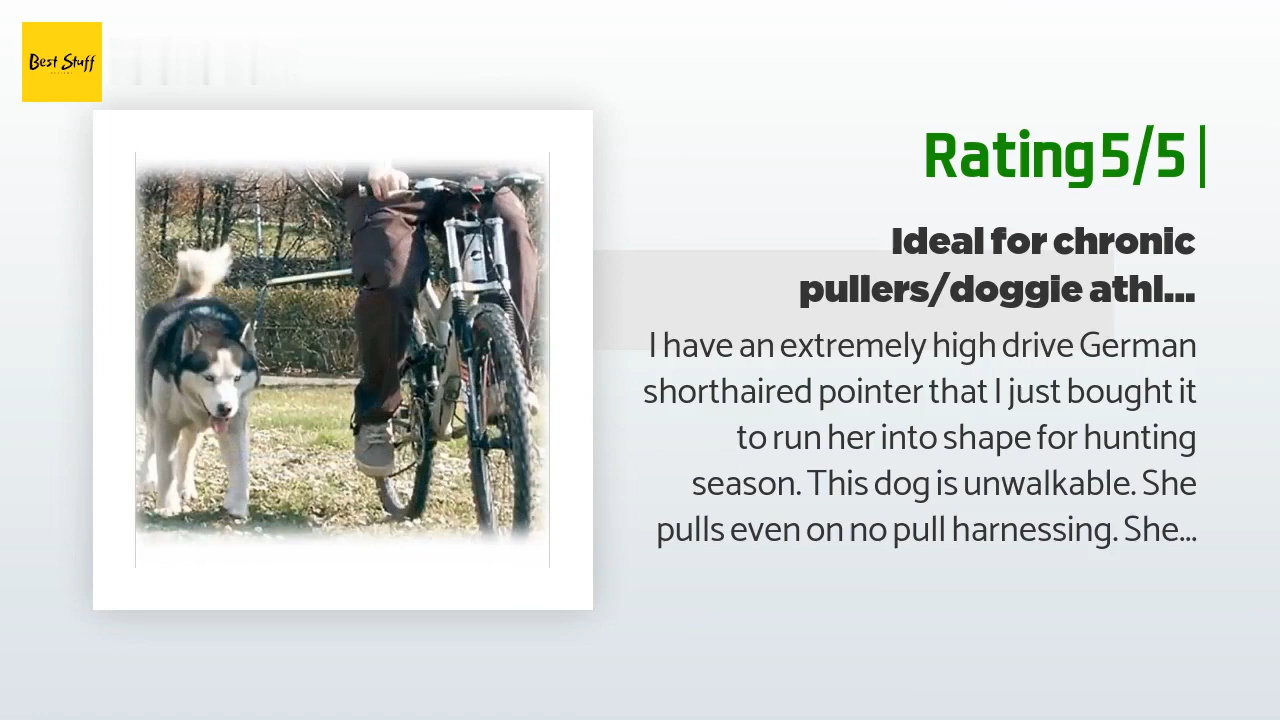 Best Stuff
Rating 5/5
Ideal for chronic
pullers/doggie athl...
I have an extremely high drive German
shorthaired pointer that I just bought it
to run her into shape for hunting
season. This dog is unwalkable. She
pulls even on no pull harnessing. She...